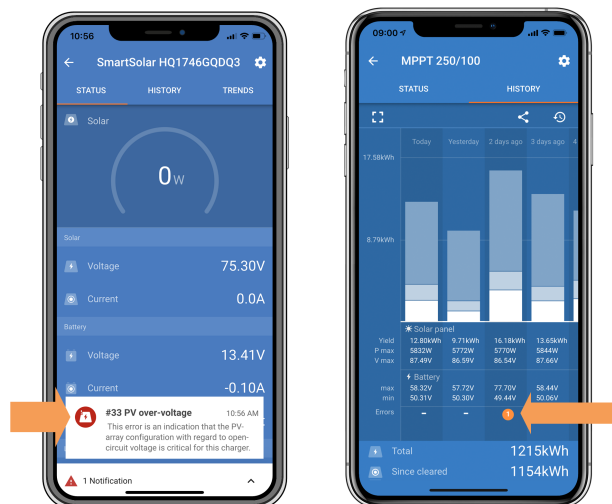 10:56
SmartSolar HQ1746GQDQ3
STATUS HISTORY TRENDS
Solar
0W
Solar
Voltage 75.30V
Current 0.0A
Battery
Voltage 13.41V
Current -0.10A
#33 PV over-voltage 10:56 AM
This error is an indication that the PV-
array configuration with regard to open-
circuit voltage is critical for this charger.
1 Notification
09:00
MPPT 250/100
STATUS HISTORY
Today Yesterday 2 days ago 3 days ago 4
17.58kWh
8.79kWh
Solar panel
Yield 12.80kWh 9.71kWh 16.18kWh 13.65kWh
P max 5832W 5772W 5770W 5844W
V max 87.49V 86.59V 86.54V 87.66V
Battery
max 58.32V 57.72V 77.70V 58.44V
min 50.31V 50.30V 49.44V 50.06V
Errors – – 1
Total 1215kWh
Since cleared 1154kWh